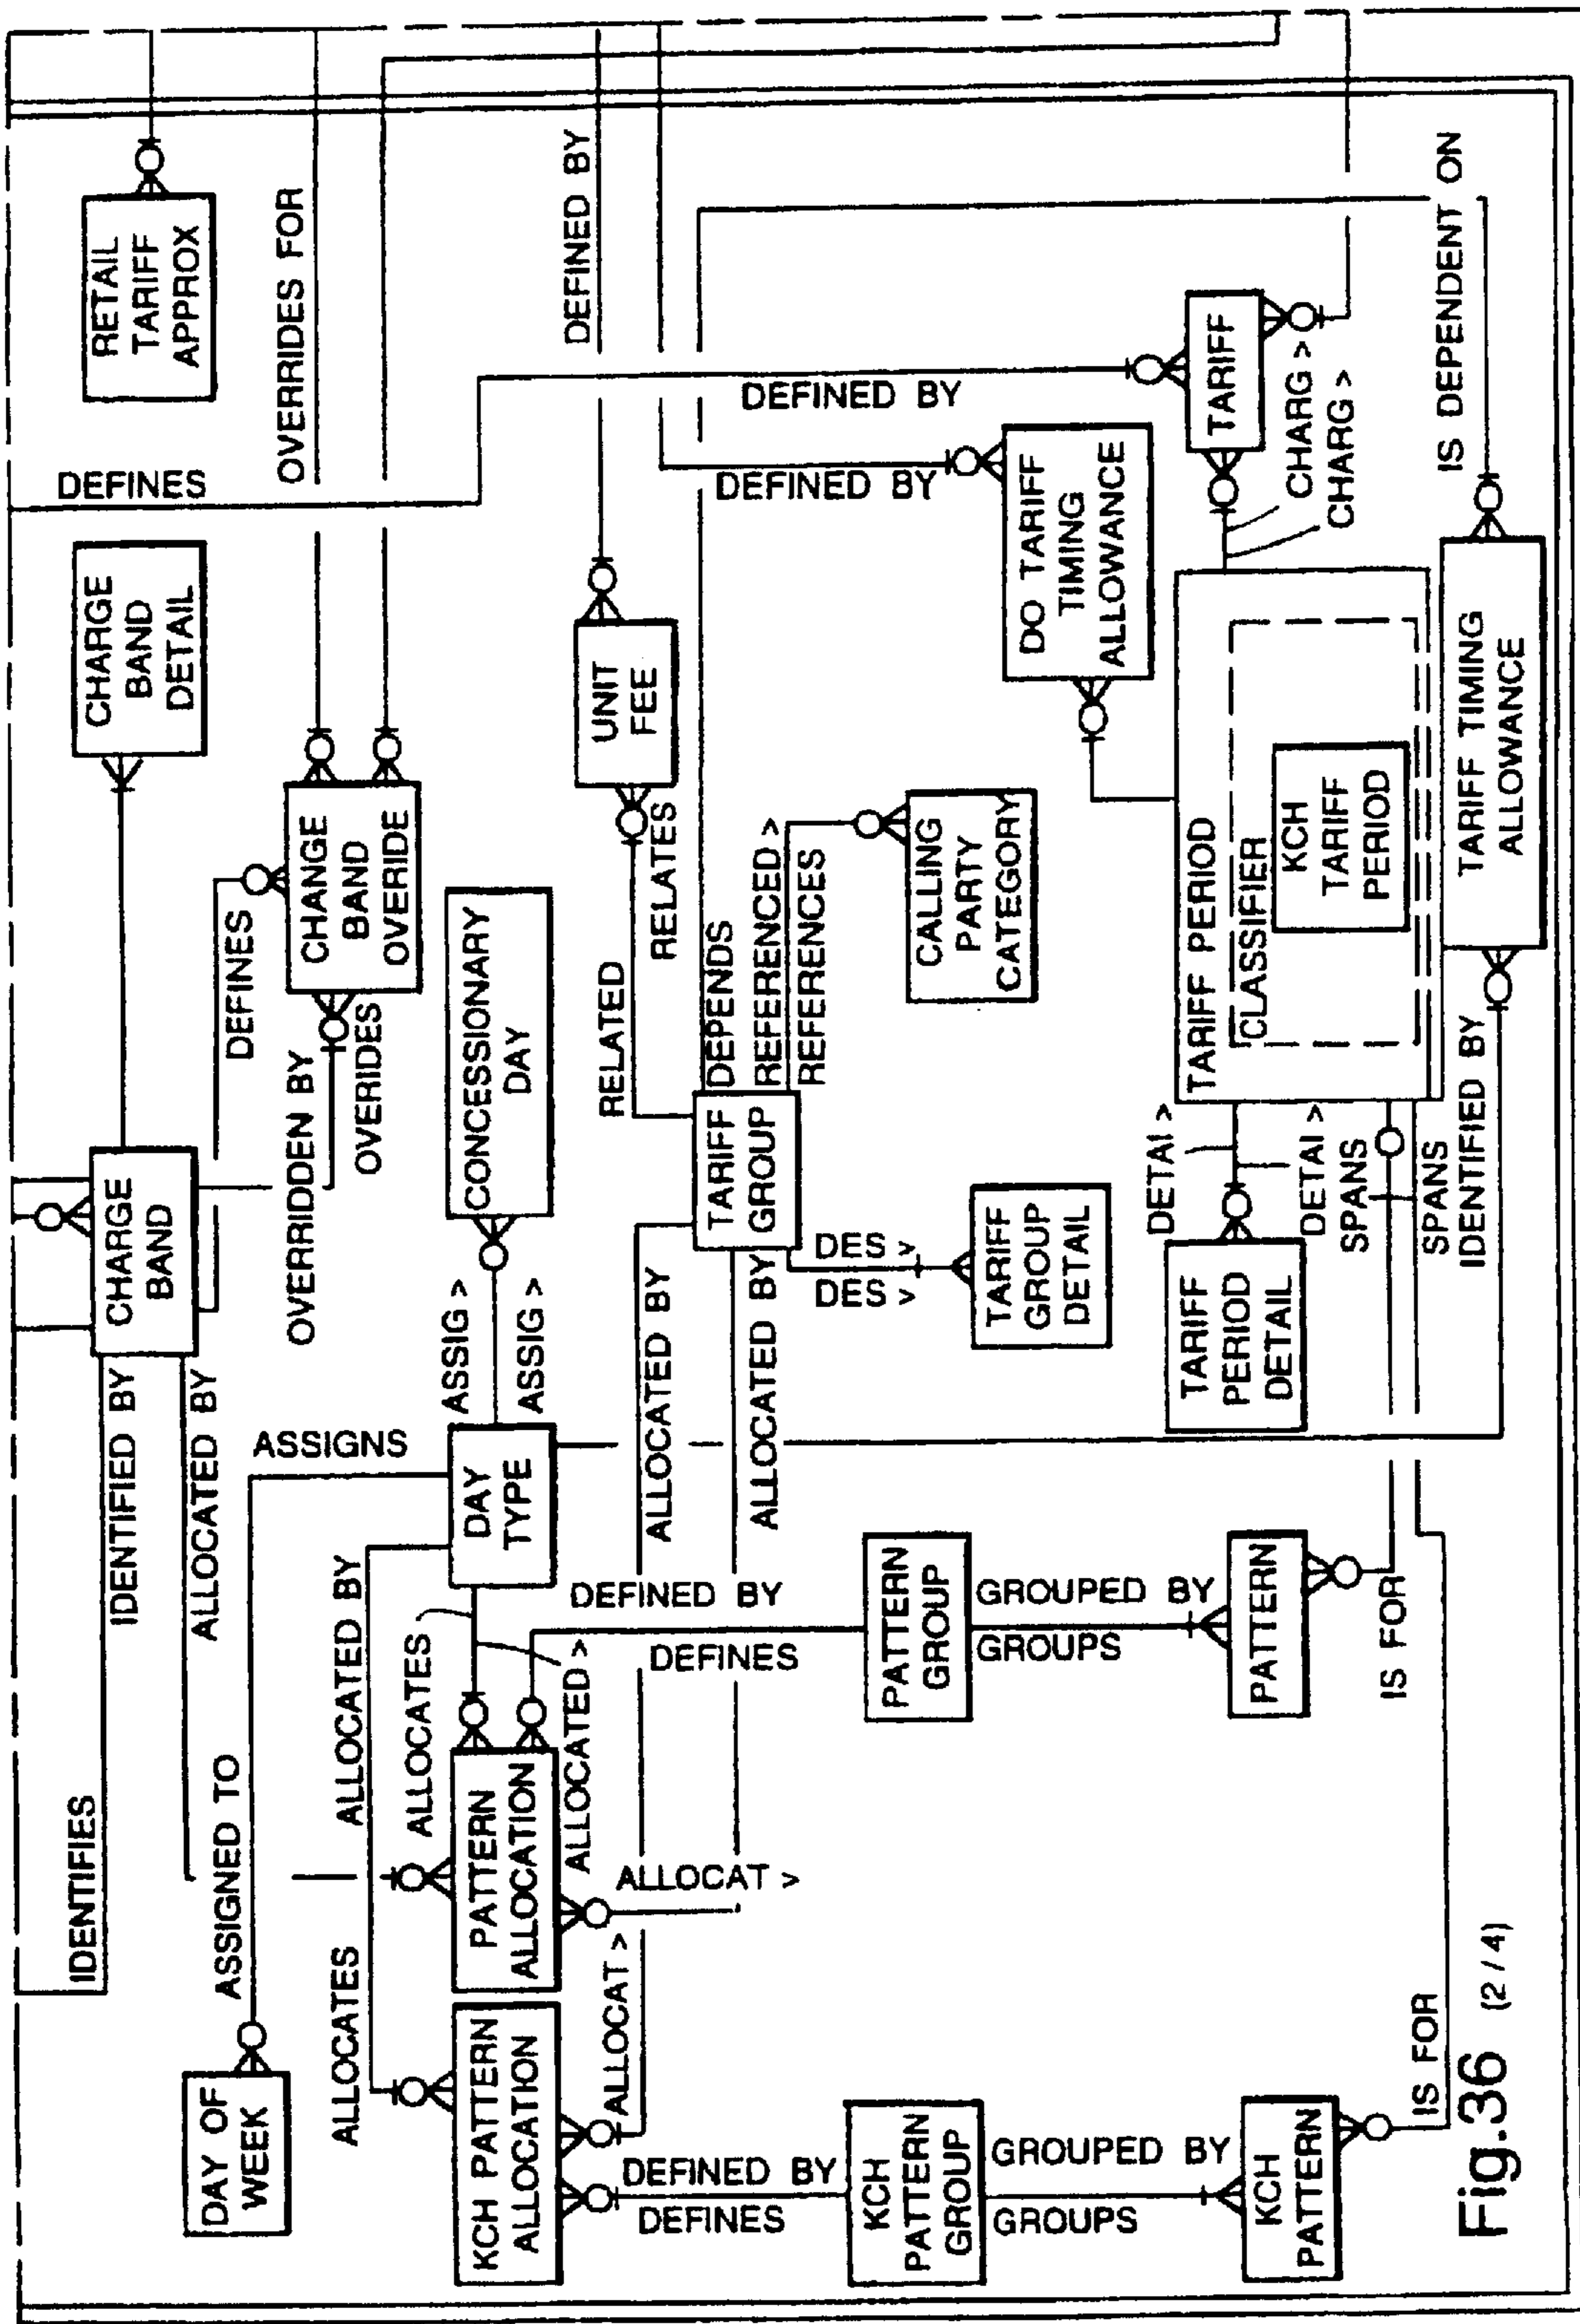 RETAIL
TARIFF
APPROX
DEFINES
CHARGE
BAND
DETAIL
OVERRIDES FOR
CHARGE
BAND
IDENTIFIED BY
IDENTIFIES
ALLOCATED BY
DEFINES
CHANGE
BAND
OVERIDE
OVERRIDDEN BY
OVERIDES
ASSIGNED TO
ASSIGNS
DAY OF
WEEK
CONCESSIONARY
DAY
ASSIG >
ASSIG >
DAY
TYPE
ALLOCATED BY
ALLOCATES
ALLOCATES
ALLOCATED >
PATTERN
ALLOCATION
KCH PATTERN
ALLOCATION
DEFINED BY
UNIT
FEE
RELATED
RELATES
DEFINED BY
DEFINES
ALLOCATED BY
ALLOCATED BY
ALLOCAT >
ALLOCAT >
TARIFF
GROUP
DEPENDS
REFERENCED >
REFERENCES
CALLING
PARTY
CATEGORY
DES >
DES >
TARIFF
GROUP
DETAIL
DEFINED BY
DEFINED BY
DO TARIFF
TIMING
ALLOWANCE
TARIFF
CHARG >
CHARG >
IS DEPENDENT ON
PATTERN
GROUP
GROUPED BY
GROUPS
PATTERN
IS FOR
DEFINED BY
DEFINES
KCH
PATTERN
GROUP
GROUPED BY
GROUPS
KCH
PATTERN
IS FOR
TARIFF PERIOD
CLASSIFIER
KCH
TARIFF
PERIOD
DETAI >
DETAI >
TARIFF
PERIOD
DETAIL
SPANS
SPANS
IDENTIFIED BY
TARIFF TIMING
ALLOWANCE
Fig.36 (2/4)